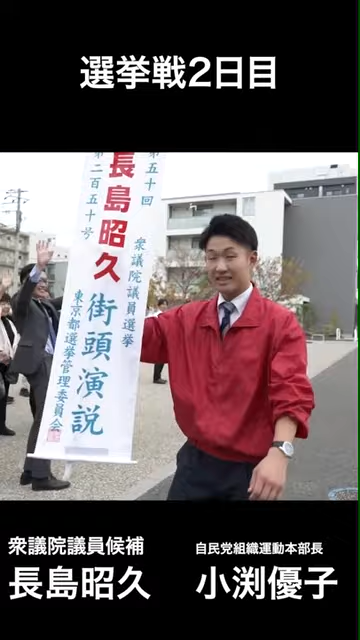 選挙戦2日目
第五十回
衆議院議員選挙
第二百五十号
長島昭久
街頭演説
東京都選挙管理委員会
衆議院議員候補
長島昭久
自民党組織運動本部長
小渕優子